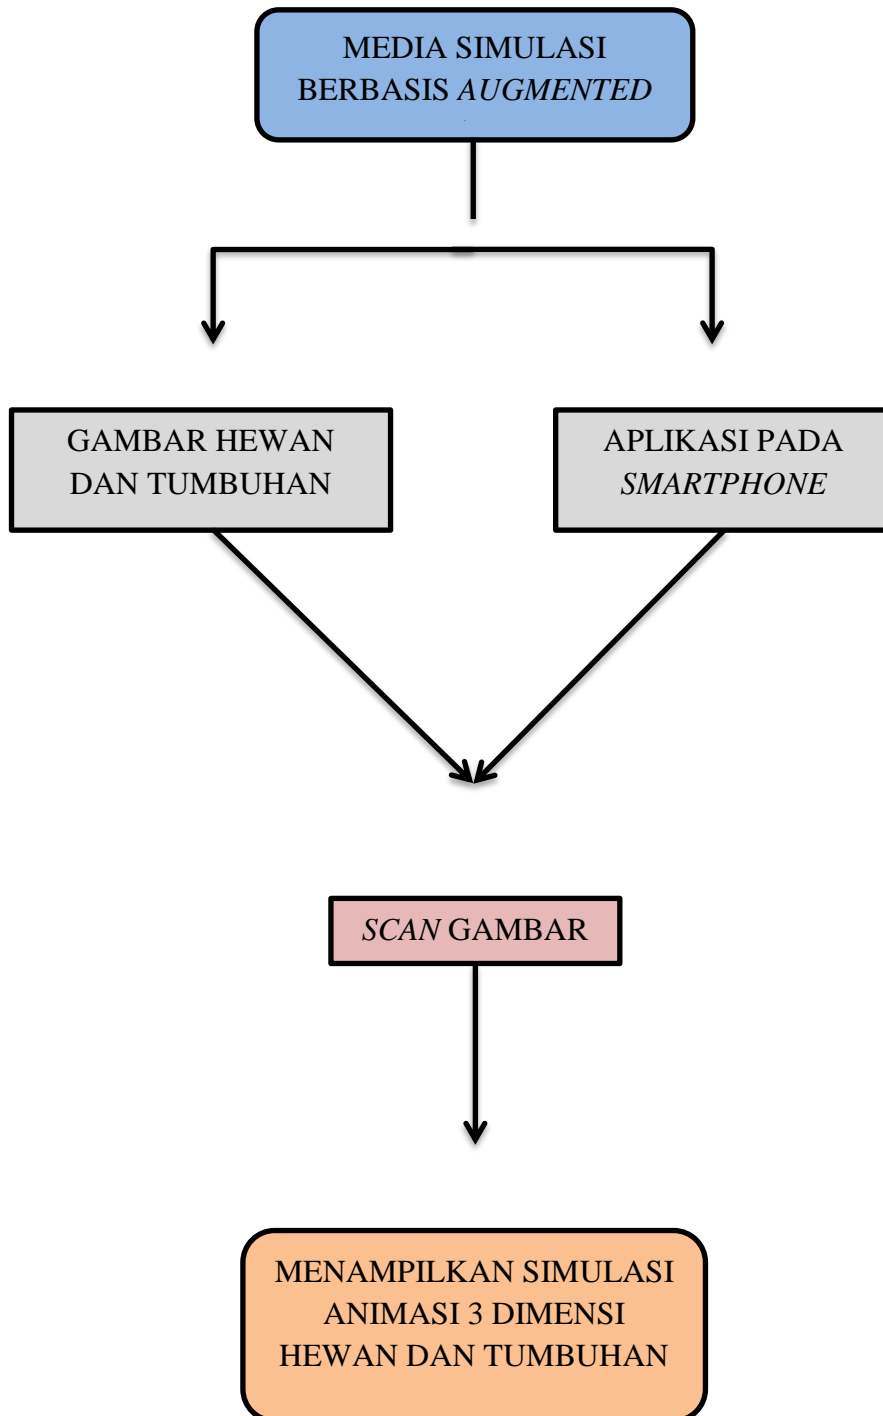 MEDIA SIMULASI
BERBASIS AUGMENTED
GAMBAR HEWAN
DAN TUMBUHAN
APLIKASI PADA
SMARTPHONE
SCAN GAMBAR
MENAMPILKAN SIMULASI
ANIMASI 3 DIMENSI
HEWAN DAN TUMBUHAN